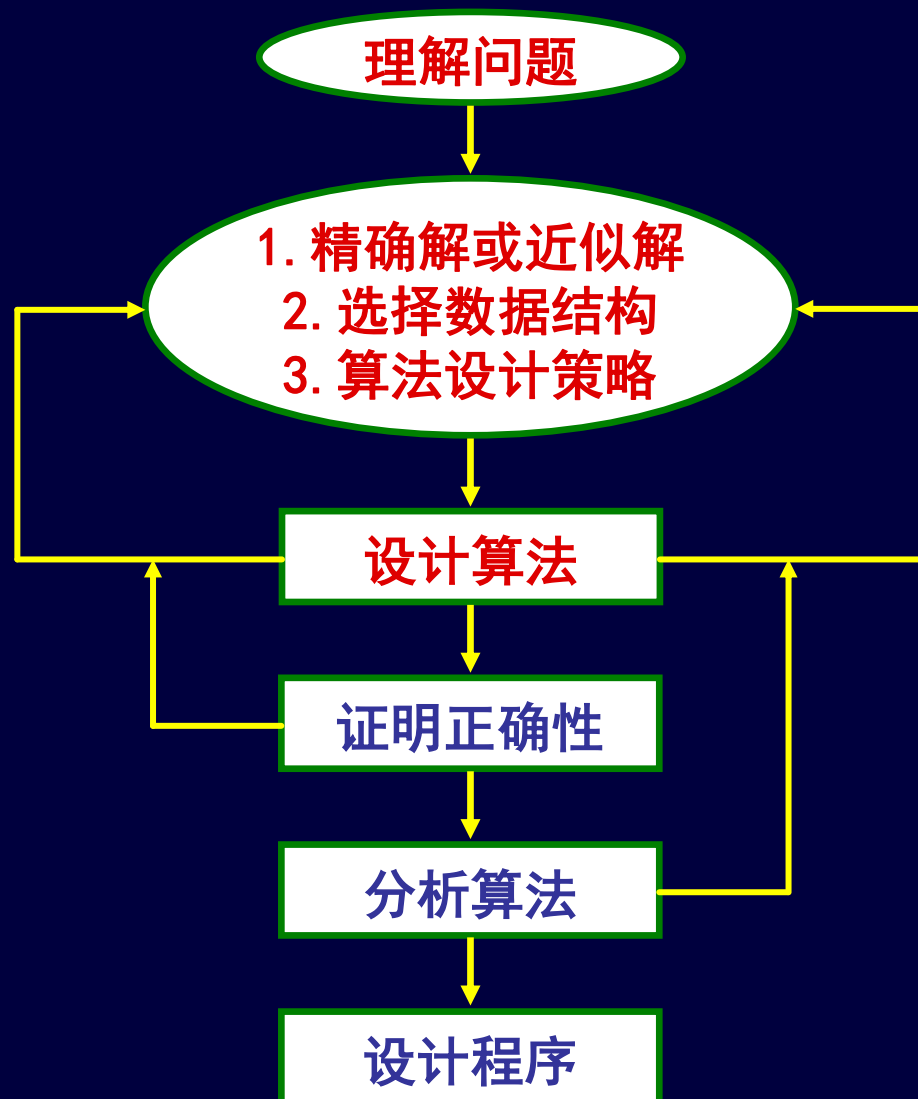 理解问题
1.精确解或近似解
2.选择数据结构
3.算法设计策略
设计算法
证明正确性
分析算法
设计程序